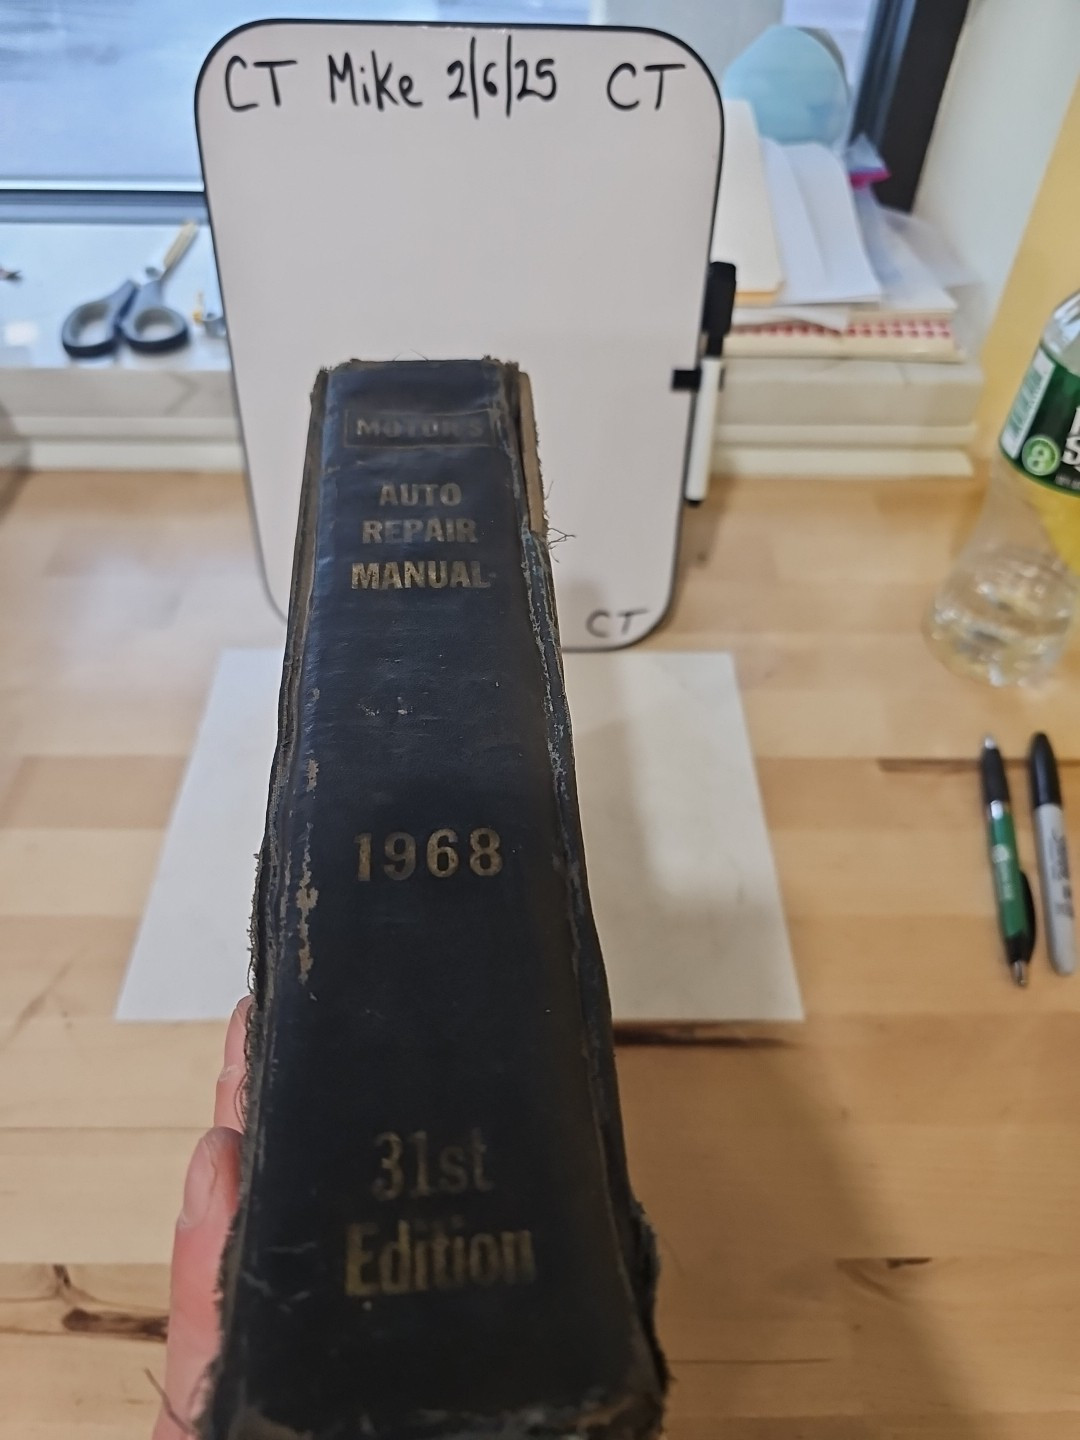 CT Mike 2/6/25 CT
MOTORS
AUTO
REPAIR
MANUAL
CT
1968
31st
Edition